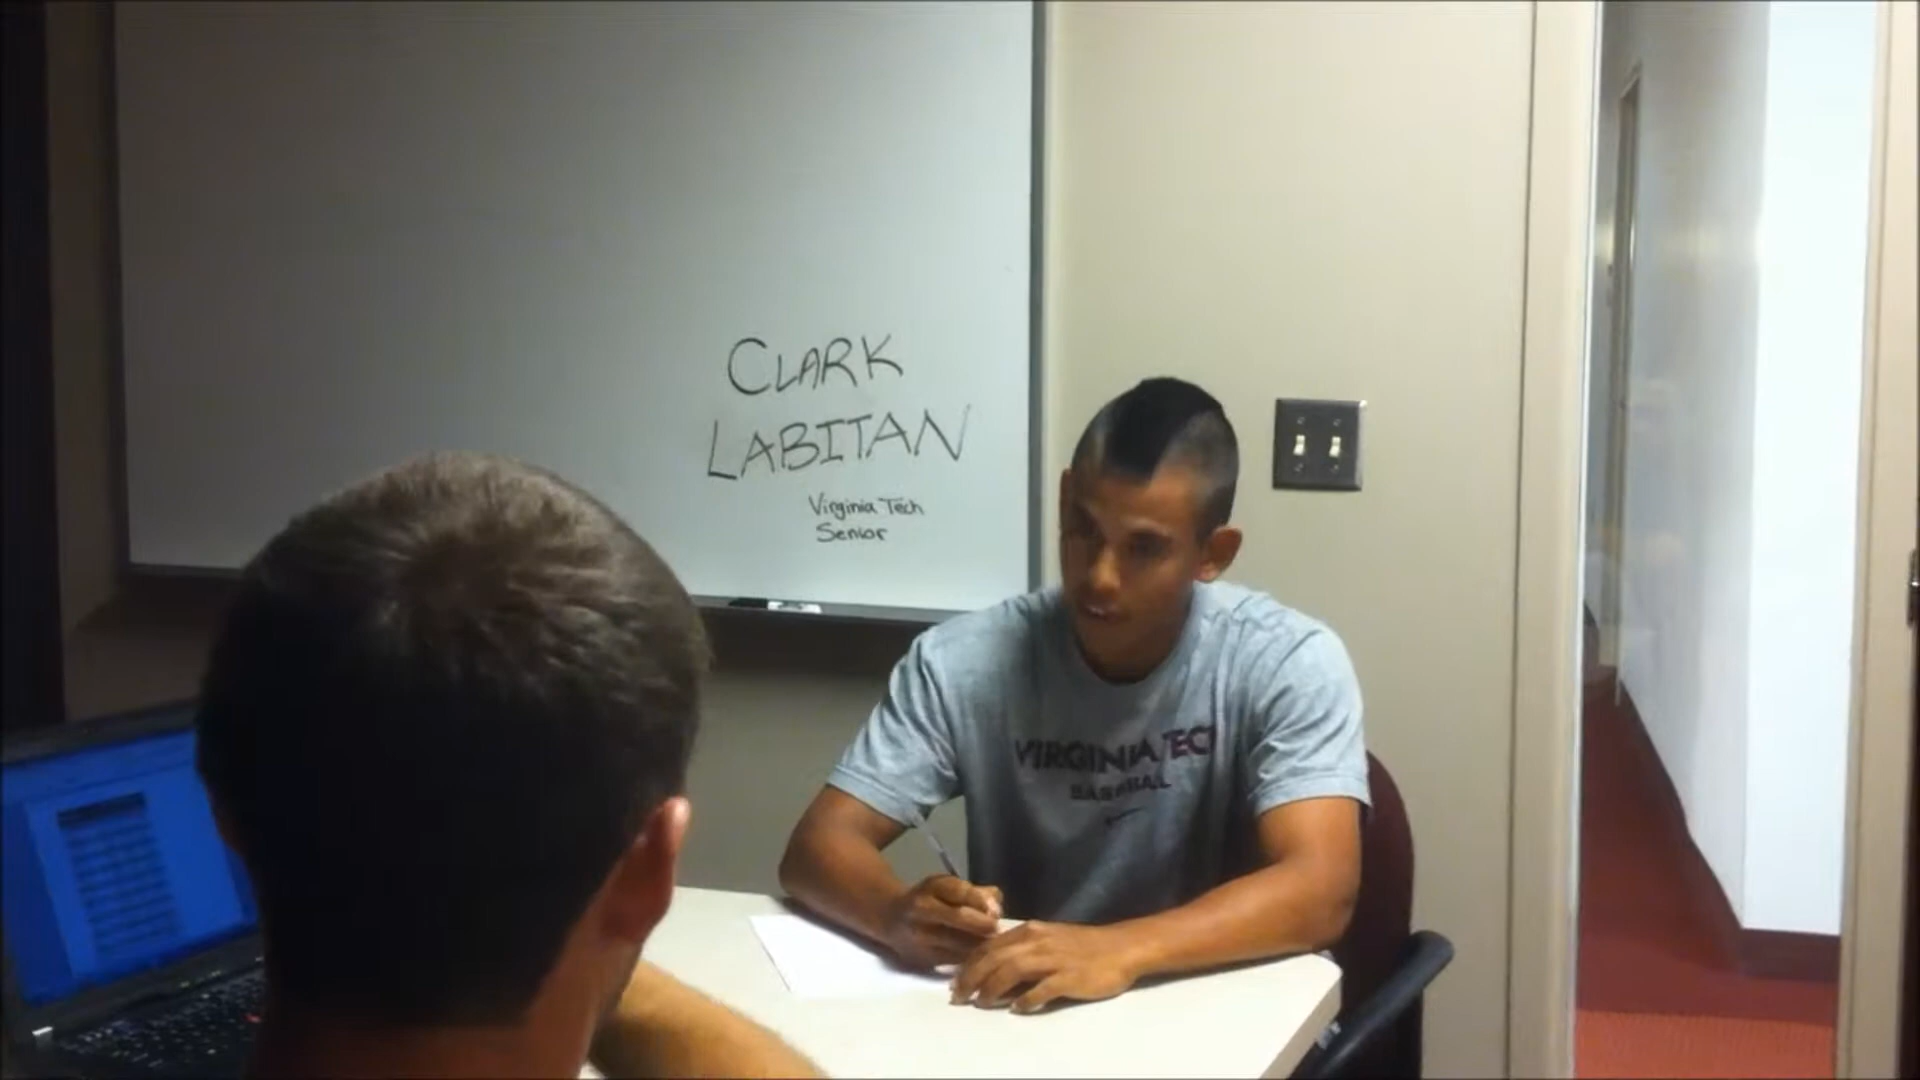 CLARK
LABITAN
Virginia Tech
Senior
VIRGINIA TECH
BASEBALL